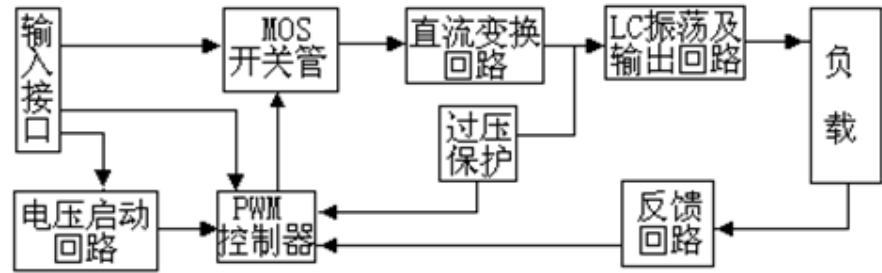 输入接口
MOS
开关管
直流变换
回路
LC振荡及
输出回路
负载
过压
保护
电压启动
回路
PWM
控制器
反馈
回路